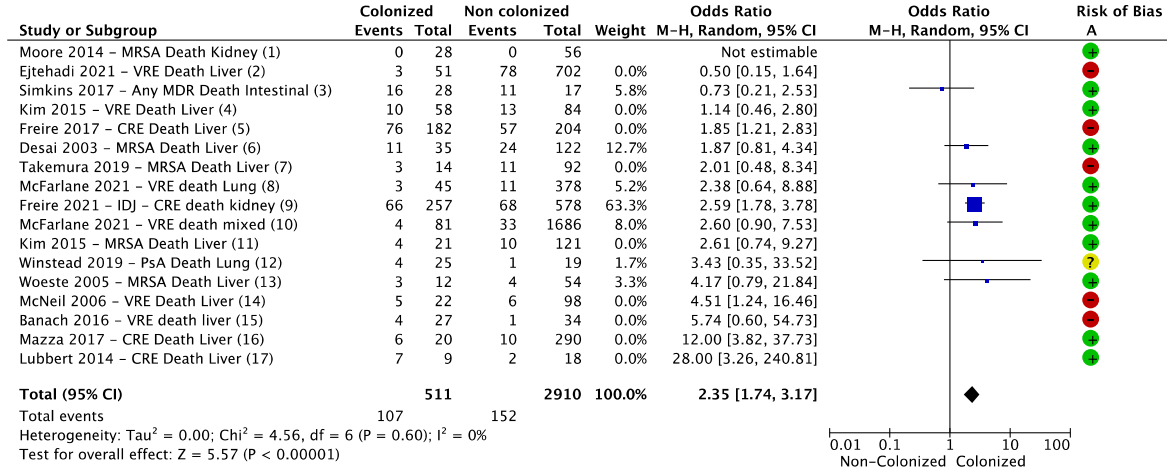 Colonized Non colonized Odds Ratio Odds Ratio Risk of Bias
Study or Subgroup Events Total Events Total Weight M-H, Random, 95% CI M-H, Random, 95% CI A
Moore 2014 – MRSA Death Kidney (1) 0 28 0 56 Not estimable +
Ejtehadi 2021 – VRE Death Liver (2) 3 51 78 702 0.0% 0.50 [0.15, 1.64] –
Simkins 2017 – Any MDR Death Intestinal (3) 16 28 11 17 5.8% 0.73 [0.21, 2.53] +
Kim 2015 – VRE Death Liver (4) 10 58 13 84 0.0% 1.14 [0.46, 2.80] +
Freire 2017 – CRE Death Liver (5) 76 182 57 204 0.0% 1.85 [1.21, 2.83] –
Desai 2003 – MRSA Death Liver (6) 11 35 24 122 12.7% 1.87 [0.81, 4.34] +
Takemura 2019 – MRSA Death Liver (7) 3 14 11 92 0.0% 2.01 [0.48, 8.34] –
McFarlane 2021 – VRE death Lung (8) 3 45 11 378 5.2% 2.38 [0.64, 8.88] +
Freire 2021 – IDJ – CRE death kidney (9) 66 257 68 578 63.3% 2.59 [1.78, 3.78] +
McFarlane 2021 – VRE death mixed (10) 4 81 33 1686 8.0% 2.60 [0.90, 7.53] +
Kim 2015 – MRSA Death Liver (11) 4 21 10 121 0.0% 2.61 [0.74, 9.27] +
Winstead 2019 – PsA Death Lung (12) 4 25 1 19 1.7% 3.43 [0.35, 33.52] ?
Woeste 2005 – MRSA Death Liver (13) 3 12 4 54 3.3% 4.17 [0.79, 21.84] +
McNeil 2006 – VRE Death Liver (14) 5 22 6 98 0.0% 4.51 [1.24, 16.46] –
Banach 2016 – VRE death liver (15) 4 27 1 34 0.0% 5.74 [0.60, 54.73] –
Mazza 2017 – CRE Death Liver (16) 6 20 10 290 0.0% 12.00 [3.82, 37.73] +
Lubbert 2014 – CRE Death Liver (17) 7 9 2 18 0.0% 28.00 [3.26, 240.81] +
Total (95% CI) 511 2910 100.0% 2.35 [1.74, 3.17]
Total events 107 152
Heterogeneity: Tau² = 0.00; Chi² = 4.56, df = 6 (P = 0.60); I² = 0%
Test for overall effect: Z = 5.57 (P < 0.00001)
0.01 0.1 1 10 100
Non-Colonized Colonized